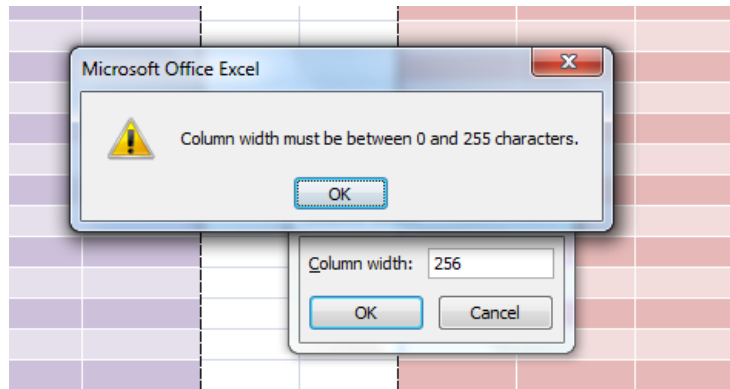 Microsoft Office Excel
Column width must be between 0 and 255 characters.
OK
Column width: 256
OK Cancel